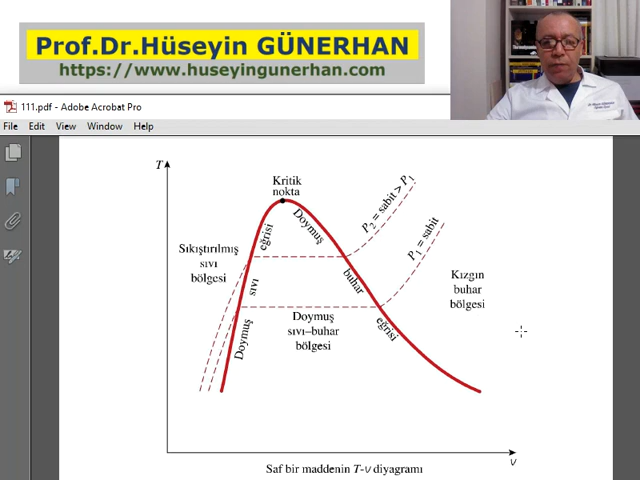 Prof.Dr.Hüseyin GÜNERHAN
https://www.huseyingunerhan.com
111.pdf - Adobe Acrobat Pro
File Edit View Window Help
T
Kritik
nokta
P₂ = sabit > P₁
P₁ = sabit
Sıkıştırılmış
sıvı
bölgesi
Doymuş sıvı eğrisi
Doymuş buhar eğrisi
Kızgın
buhar
bölgesi
Doymuş
sıvı–buhar
bölgesi
v
Saf bir maddenin T-v diyagramı